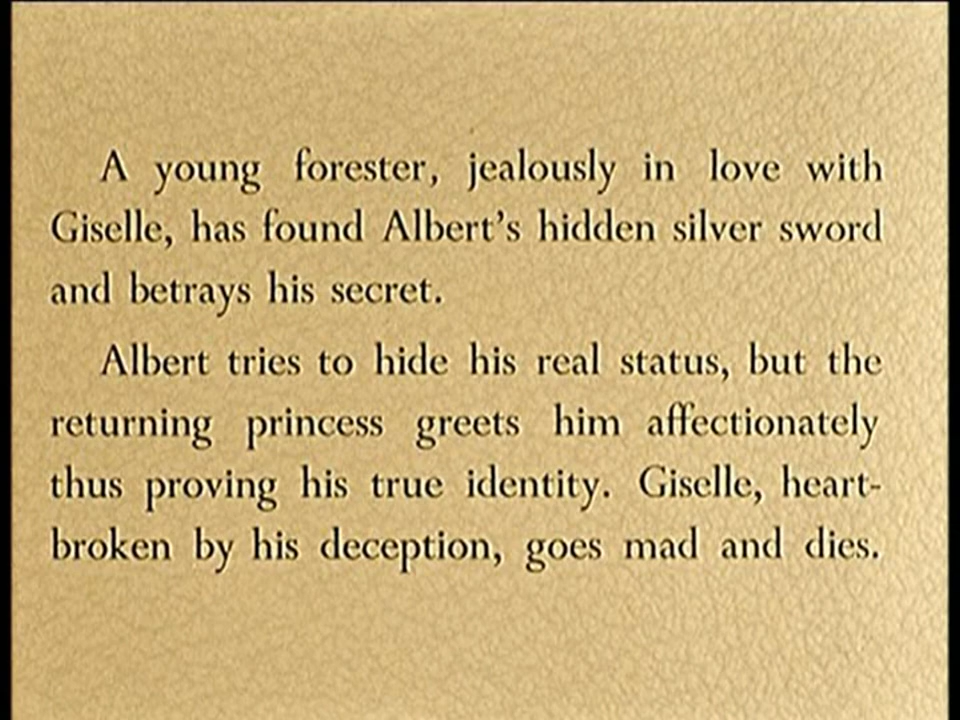 A young forester, jealously in love with
Giselle, has found Albert's hidden silver sword
and betrays his secret.
Albert tries to hide his real status, but the
returning princess greets him affectionately
thus proving his true identity. Giselle, heart-
broken by his deception, goes mad and dies.